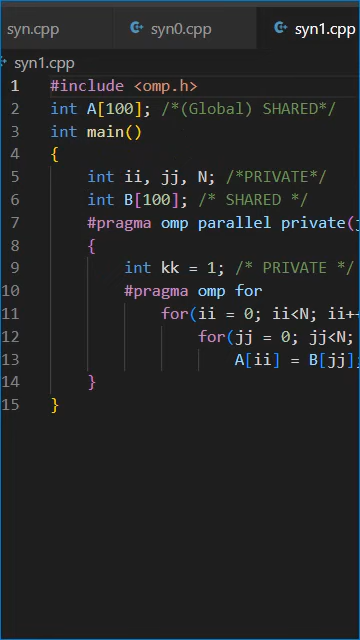 syn.cpp syn0.cpp syn1.cpp
syn1.cpp
1 #include <omp.h>
2 int A[100]; /*(Global) SHARED*/
3 int main()
4 {
5 int ii, jj, N; /*PRIVATE*/
6 int B[100]; /* SHARED */
7 #pragma omp parallel private(j
8 {
9 int kk = 1; /* PRIVATE */
10 #pragma omp for
11 for(ii = 0; ii<N; ii++
12 for(jj = 0; jj<N;
13 A[ii] = B[jj];
14 }
15 }